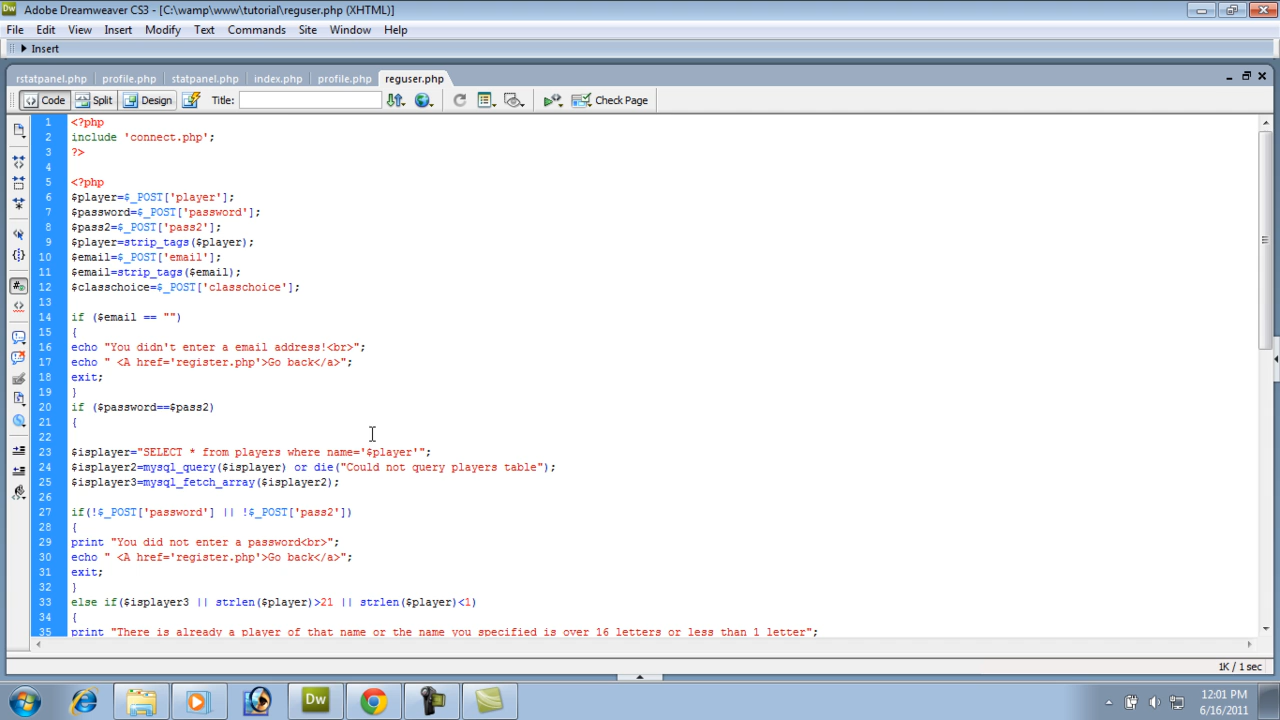 Adobe Dreamweaver CS3 - [C:\wamp\www\tutorial\reguser.php (XHTML)]
File Edit View Insert Modify Text Commands Site Window Help
Insert
rstatpanel.php profile.php statpanel.php index.php profile.php reguser.php
Code Split Design Title: Check Page
1 <?php
2 include 'connect.php';
3 ?>
4
5 <?php
6 $player=$_POST['player'];
7 $password=$_POST['password'];
8 $pass2=$_POST['pass2'];
9 $player=strip_tags($player);
10 $email=$_POST['email'];
11 $email=strip_tags($email);
12 $classchoice=$_POST['classchoice'];
13
14 if ($email == "")
15 {
16 echo "You didn't enter a email address!<br>";
17 echo " <A href='register.php'>Go back</a>";
18 exit;
19 }
20 if ($password==$pass2)
21 {
22
23 $isplayer="SELECT * from players where name='$player'";
24 $isplayer2=mysql_query($isplayer) or die("Could not query players table");
25 $isplayer3=mysql_fetch_array($isplayer2);
26
27 if(!$_POST['password'] || !$_POST['pass2'])
28 {
29 print "You did not enter a password<br>";
30 echo " <A href='register.php'>Go back</a>";
31 exit;
32 }
33 else if($isplayer3 || strlen($player)>21 || strlen($player)<1)
34 {
35 print "There is already a player of that name or the name you specified is over 16 letters or less than 1 letter";
1K / 1 sec
Dw
12:01 PM
6/16/2011